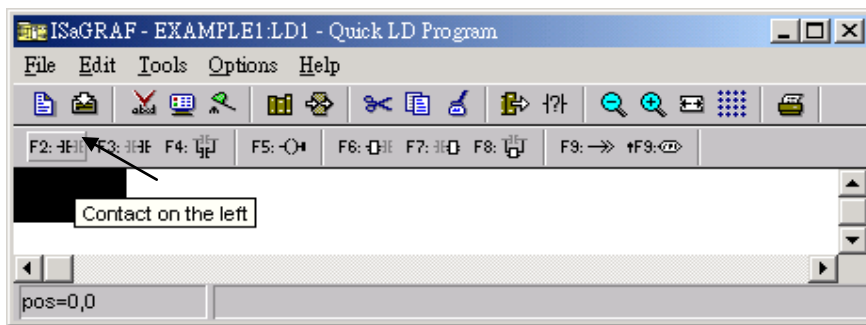 ISaGRAF - EXAMPLE1:LD1 - Quick LD Program
File Edit Tools Options Help
F2: F3: F4: F5: F6: F7: F8: F9: F9:
Contact on the left
pos=0,0